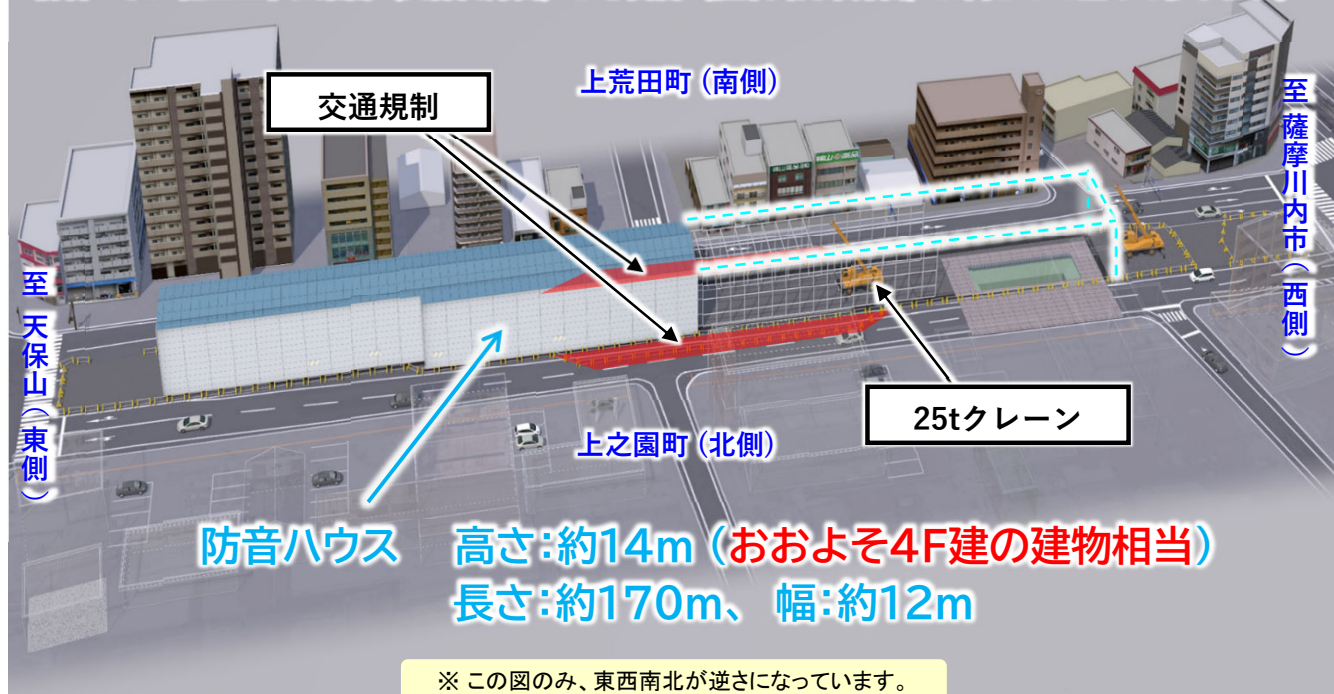 上荒田町（南側）
交通規制
至 薩摩川内市（西側）
至 天保山（東側）
25tクレーン
上之園町（北側）
防音ハウス 高さ：約14m（おおよそ4F建の建物相当）
長さ：約170m、 幅：約12m
※ この図のみ、東西南北が逆さになっています。